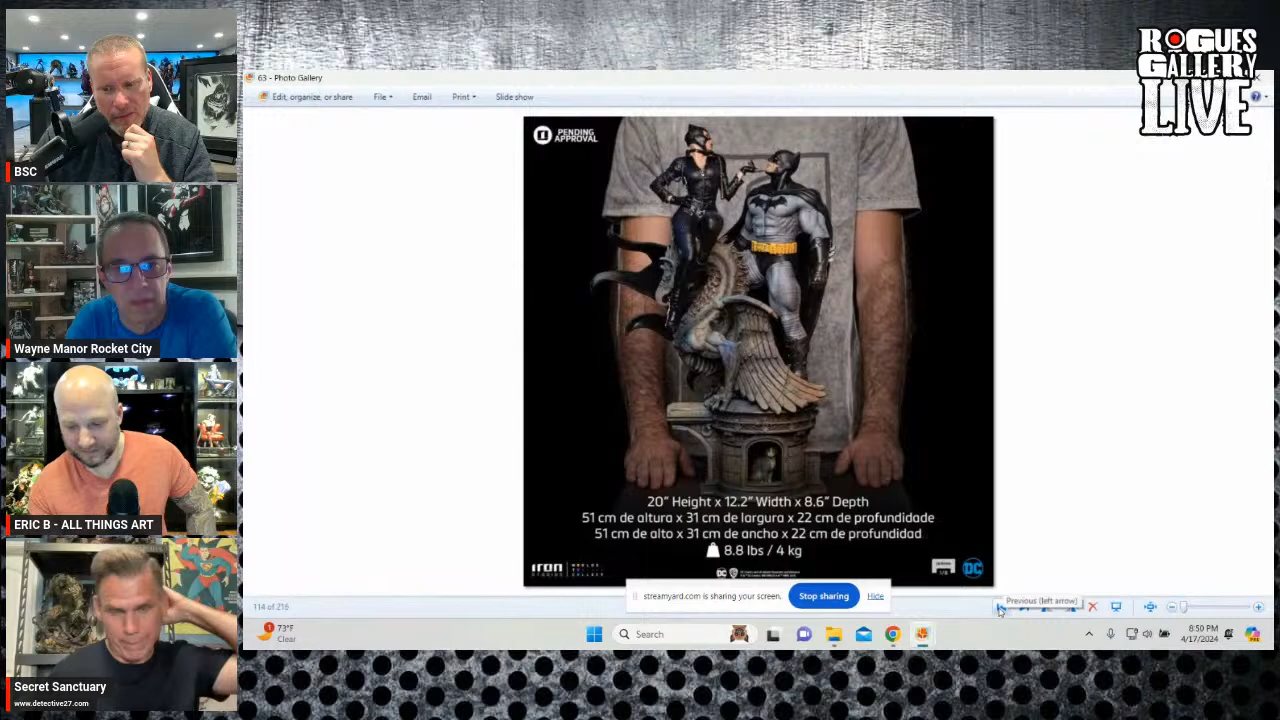 ROGUES
GALLERY
LIVE
BSC
Wayne Manor Rocket City
ERIC B - ALL THINGS ART
Secret Sanctuary
www.detective27.com
63 - Photo Gallery
Edit, organize, or share
File
Email
Print
Slide show
PENDING
APPROVAL
20" Height x 12.2" Width x 8.6" Depth
51 cm de altura x 31 cm de largura x 22 cm de profundidade
51 cm de alto x 31 cm de ancho x 22 cm de profundidad
8.8 lbs / 4 kg
IRON
STUDIOS
DC
DC
streamyard.com is sharing your screen.
Stop sharing
Hide
Previous (left arrow)
114 of 216
1
73°F
Clear
Search
8:50 PM
4/17/2024